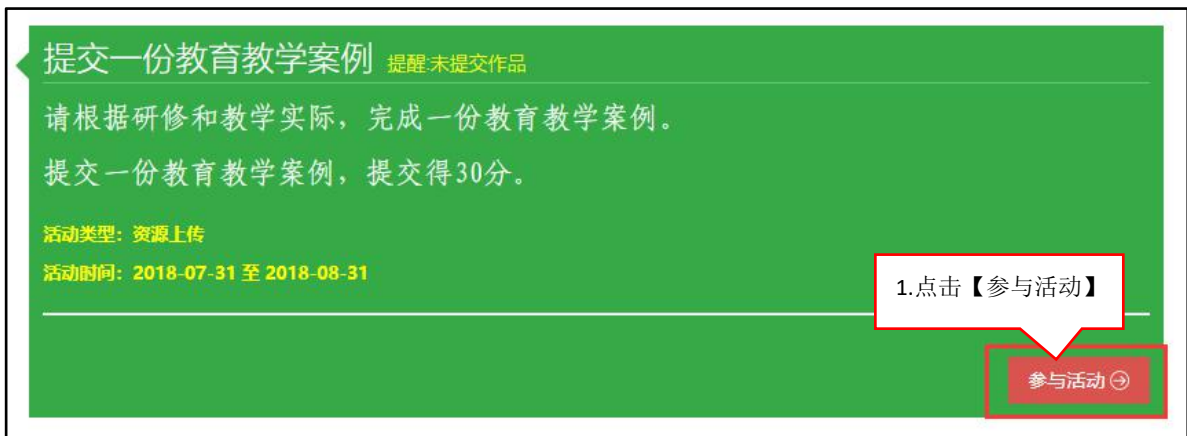 提交一份教育教学案例 提醒:未提交作品
请根据研修和教学实际，完成一份教育教学案例。
提交一份教育教学案例，提交得30分。
活动类型：资源上传
活动时间：2018-07-31 至 2018-08-31
1.点击【参与活动】
参与活动